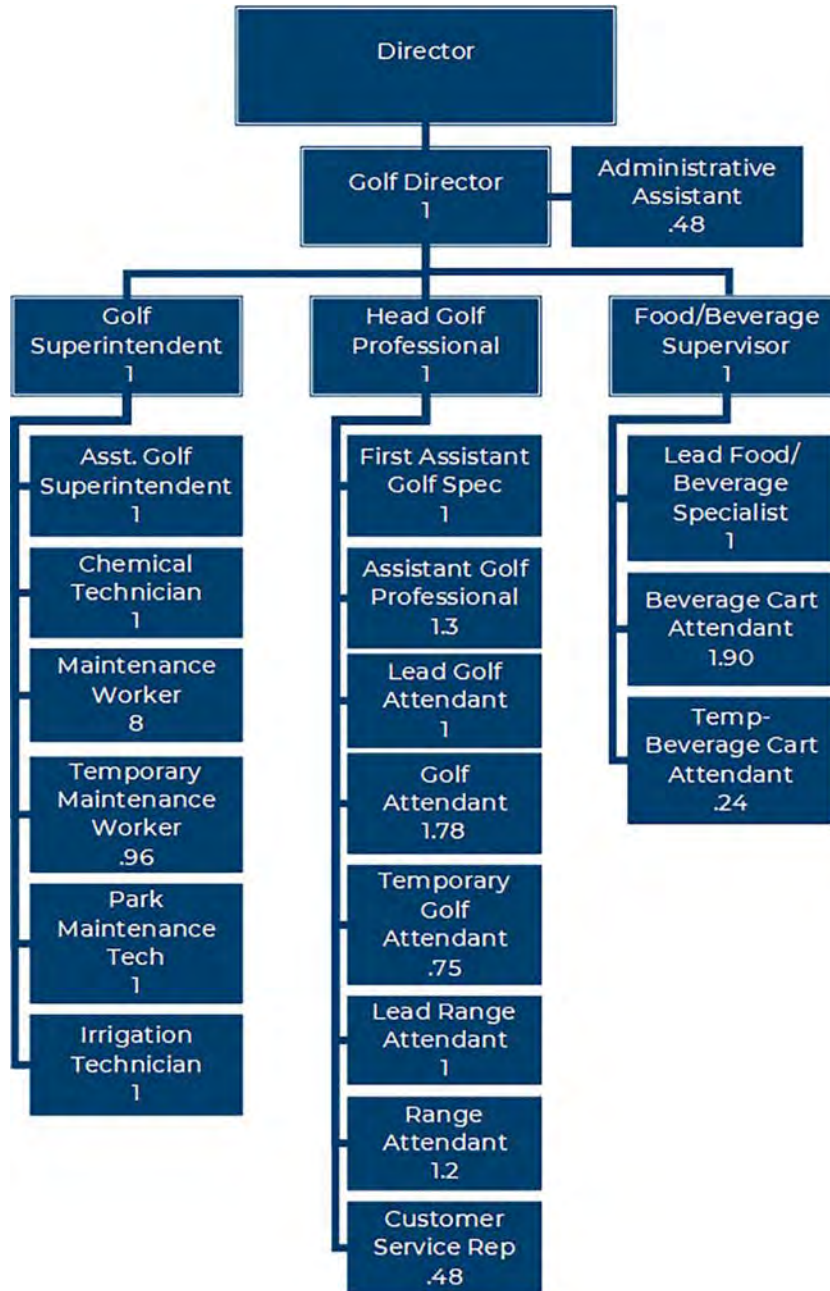 Director
Golf Director
1
Administrative
Assistant
.48
Golf
Superintendent
1
Asst. Golf
Superintendent
1
Chemical
Technician
1
Maintenance
Worker
8
Temporary
Maintenance
Worker
.96
Park
Maintenance
Tech
1
Irrigation
Technician
1
Head Golf
Professional
1
First Assistant
Golf Spec
1
Assistant Golf
Professional
1.3
Lead Golf
Attendant
1
Golf
Attendant
1.78
Temporary
Golf
Attendant
.75
Lead Range
Attendant
1
Range
Attendant
1.2
Customer
Service Rep
.48
Food/Beverage
Supervisor
1
Lead Food/
Beverage
Specialist
1
Beverage Cart
Attendant
1.90
Temp-
Beverage Cart
Attendant
.24